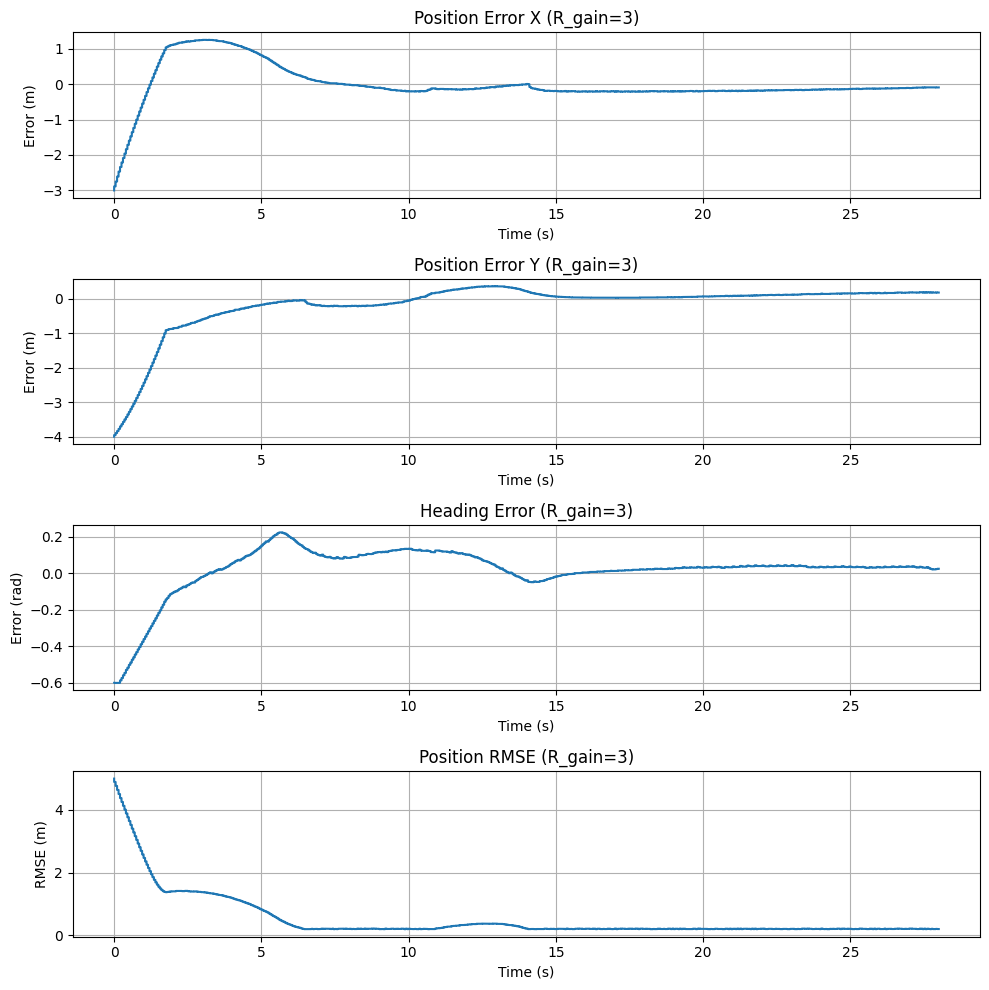 Position Error X (R_gain=3)
1
0
−1
−2
−3
Error (m)
0 5 10 15 20 25
Time (s)
Position Error Y (R_gain=3)
0
−1
−2
−3
−4
Error (m)
0 5 10 15 20 25
Time (s)
Heading Error (R_gain=3)
0.2
0.0
−0.2
−0.4
−0.6
Error (rad)
0 5 10 15 20 25
Time (s)
Position RMSE (R_gain=3)
4
2
0
RMSE (m)
0 5 10 15 20 25
Time (s)